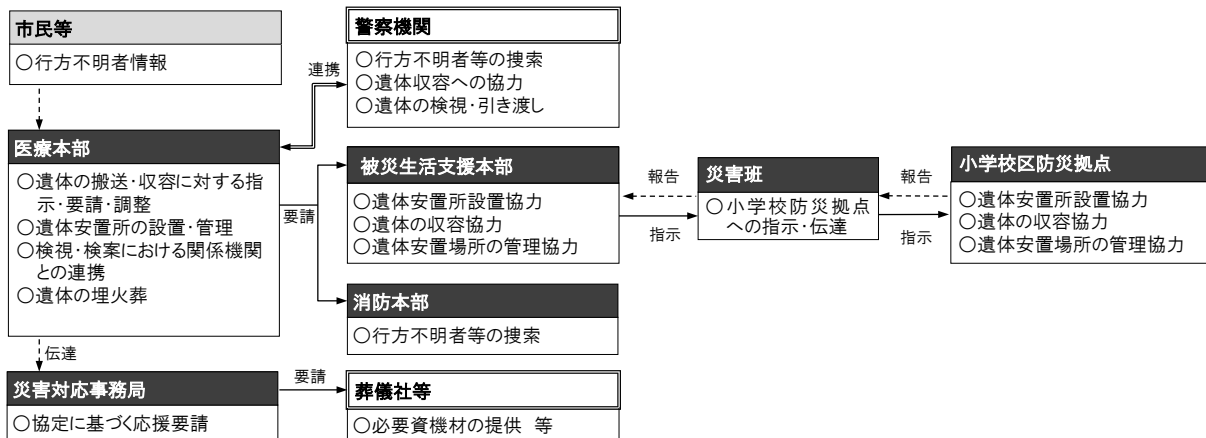 市民等
○行方不明者情報
警察機関
○行方不明者等の捜索
○遺体収容への協力
○遺体の検視・引き渡し
連携
医療本部
○遺体の搬送・収容に対する指
示・要請・調整
○遺体安置所の設置・管理
○検視・検案における関係機関
との連携
○遺体の埋火葬
要請
被災生活支援本部
○遺体安置所設置協力
○遺体の収容協力
○遺体安置場所の管理協力
報告
指示
災害班
○小学校防災拠点
への指示・伝達
報告
指示
小学校区防災拠点
○遺体安置所設置協力
○遺体の収容協力
○遺体安置場所の管理協力
消防本部
○行方不明者等の捜索
伝達
災害対応事務局
○協定に基づく応援要請
要請
葬儀社等
○必要資機材の提供 等